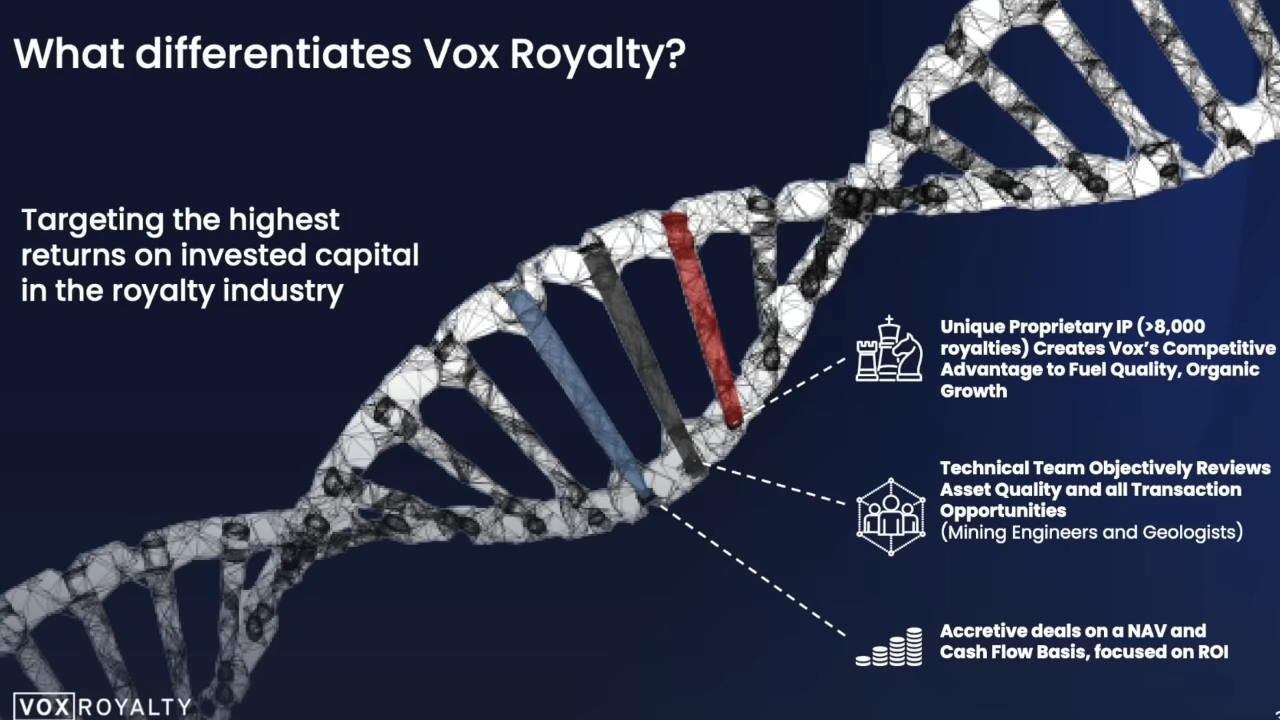 What differentiates Vox Royalty?
Targeting the highest
returns on invested capital
in the royalty industry
Unique Proprietary IP (>8,000
royalties) Creates Vox's Competitive
Advantage to Fuel Quality, Organic
Growth
Technical Team Objectively Reviews
Asset Quality and all Transaction
Opportunities
(Mining Engineers and Geologists)
Accretive deals on a NAV and
Cash Flow Basis, focused on ROI
VOX ROYALTY